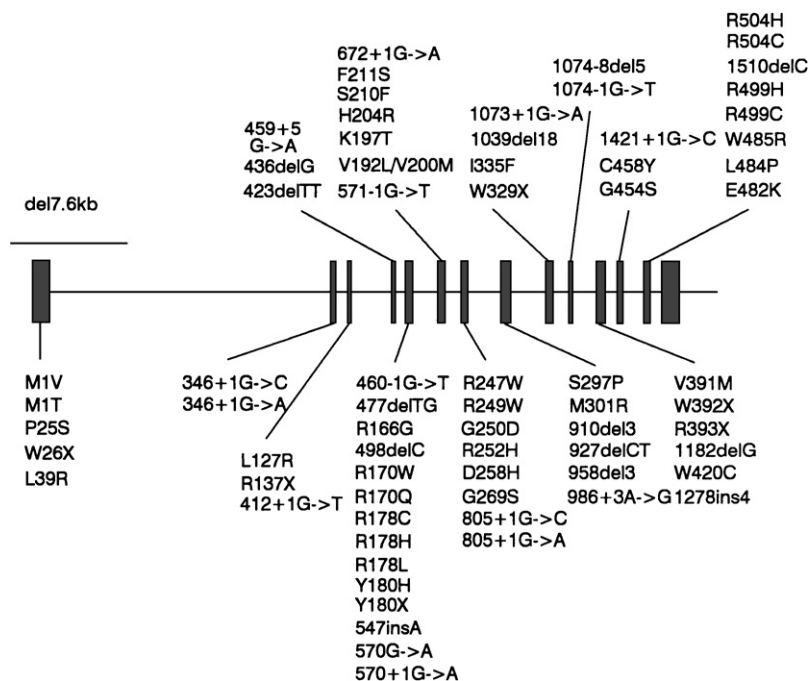 del7.6kb
459+5
G->A
436delG
423delTT
672+1G->A
F211S
S210F
H204R
K197T
V192L/V200M
571-1G->T
1073+1G->A
1039del18
I335F
W329X
1074-8del5
1074-1G->T
1421+1G->C
C458Y
G454S
R504H
R504C
1510delC
R499H
R499C
W485R
L484P
E482K
M1V
M1T
P25S
W26X
L39R
346+1G->C
346+1G->A
L127R
R137X
412+1G->T
460-1G->T
477delTG
R166G
498delC
R170W
R170Q
R178C
R178H
R178L
Y180H
Y180X
547insA
570G->A
570+1G->A
R247W
R249W
G250D
R252H
D258H
G269S
805+1G->C
805+1G->A
S297P
M301R
910del3
927delCT
958del3
986+3A->G
V391M
W392X
R393X
1182delG
W420C
1278ins4